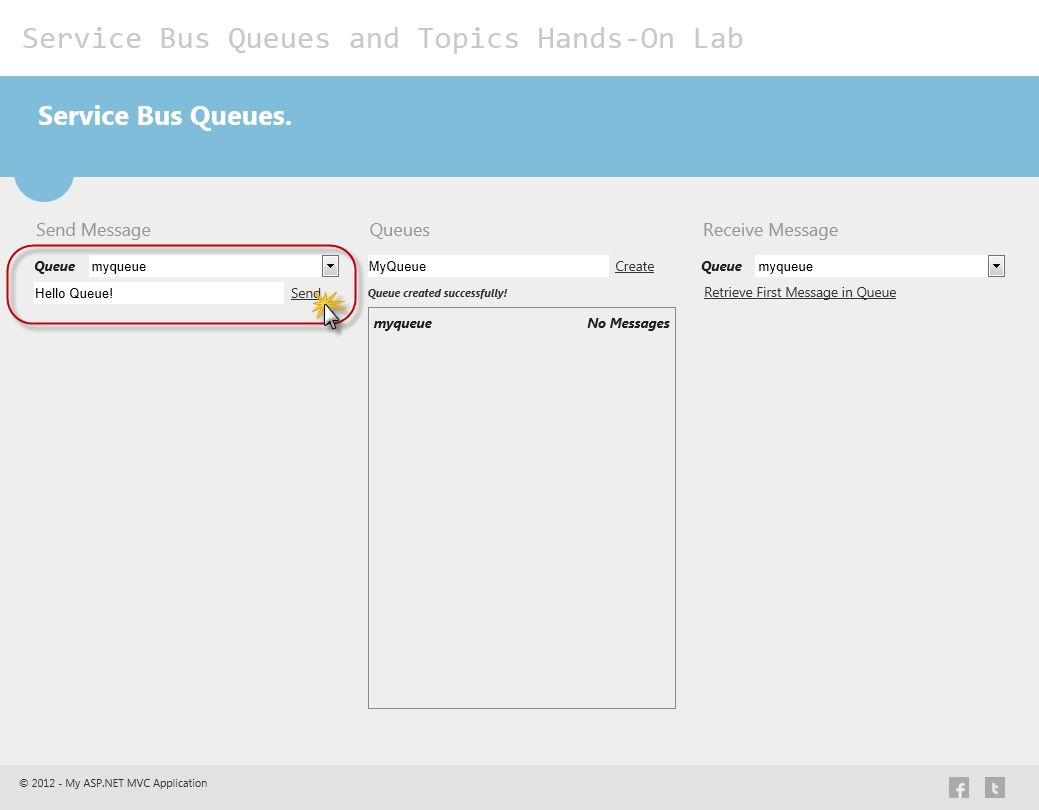 Service Bus Queues and Topics Hands-On Lab
Service Bus Queues.
Send Message
Queue myqueue
Hello Queue! Send
Queues
MyQueue Create
Queue created successfully!
myqueue No Messages
Receive Message
Queue myqueue
Retrieve First Message in Queue
© 2012 - My ASP.NET MVC Application
f t